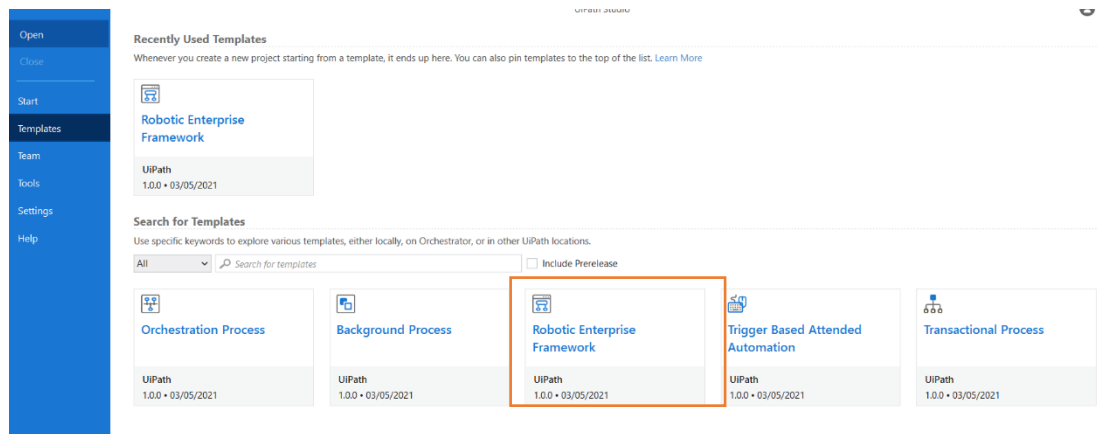 UiPath Studio
Open
Close
Start
Templates
Team
Tools
Settings
Help
Recently Used Templates
Whenever you create a new project starting from a template, it ends up here. You can also pin templates to the top of the list. Learn More
Robotic Enterprise
Framework
UiPath
1.0.0 • 03/05/2021
Search for Templates
Use specific keywords to explore various templates, either locally, on Orchestrator, or in other UiPath locations.
All
Search for templates
Include Prerelease
Orchestration Process
UiPath
1.0.0 • 03/05/2021
Background Process
UiPath
1.0.0 • 03/05/2021
Robotic Enterprise
Framework
UiPath
1.0.0 • 03/05/2021
Trigger Based Attended
Automation
UiPath
1.0.0 • 03/05/2021
Transactional Process
UiPath
1.0.0 • 03/05/2021